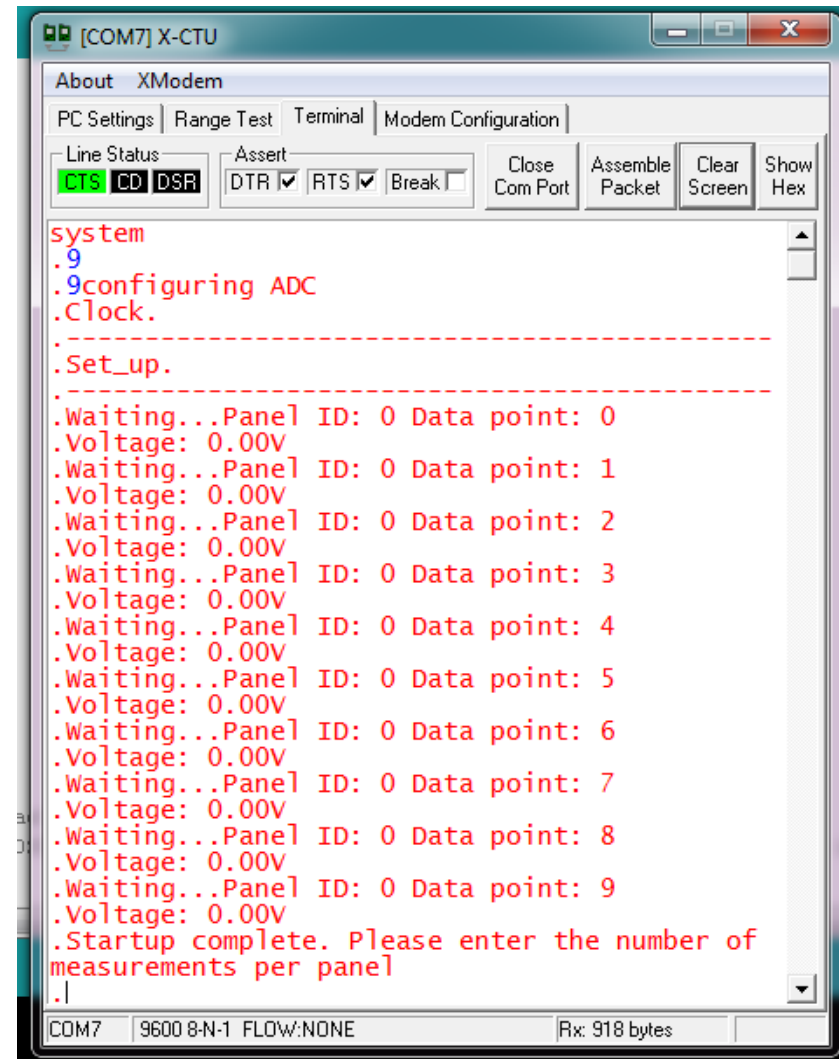 [COM7] X-CTU
About XModem
PC Settings Range Test Terminal Modem Configuration
Line Status Assert
CTS CD DSR DTR RTS Break Close Com Port Assemble Packet Clear Screen Show Hex
system
.9
.9configuring ADC
.Clock.
.---------------------------------------------
.Set_up.
.---------------------------------------------
.Waiting...Panel ID: 0 Data point: 0
.Voltage: 0.00V
.Waiting...Panel ID: 0 Data point: 1
.Voltage: 0.00V
.Waiting...Panel ID: 0 Data point: 2
.Voltage: 0.00V
.Waiting...Panel ID: 0 Data point: 3
.Voltage: 0.00V
.Waiting...Panel ID: 0 Data point: 4
.Voltage: 0.00V
.Waiting...Panel ID: 0 Data point: 5
.Voltage: 0.00V
.Waiting...Panel ID: 0 Data point: 6
.Voltage: 0.00V
.Waiting...Panel ID: 0 Data point: 7
.Voltage: 0.00V
.Waiting...Panel ID: 0 Data point: 8
.Voltage: 0.00V
.Waiting...Panel ID: 0 Data point: 9
.Voltage: 0.00V
.Startup complete. Please enter the number of
measurements per panel
.
COM7 9600 8-N-1 FLOW:NONE Rx: 918 bytes